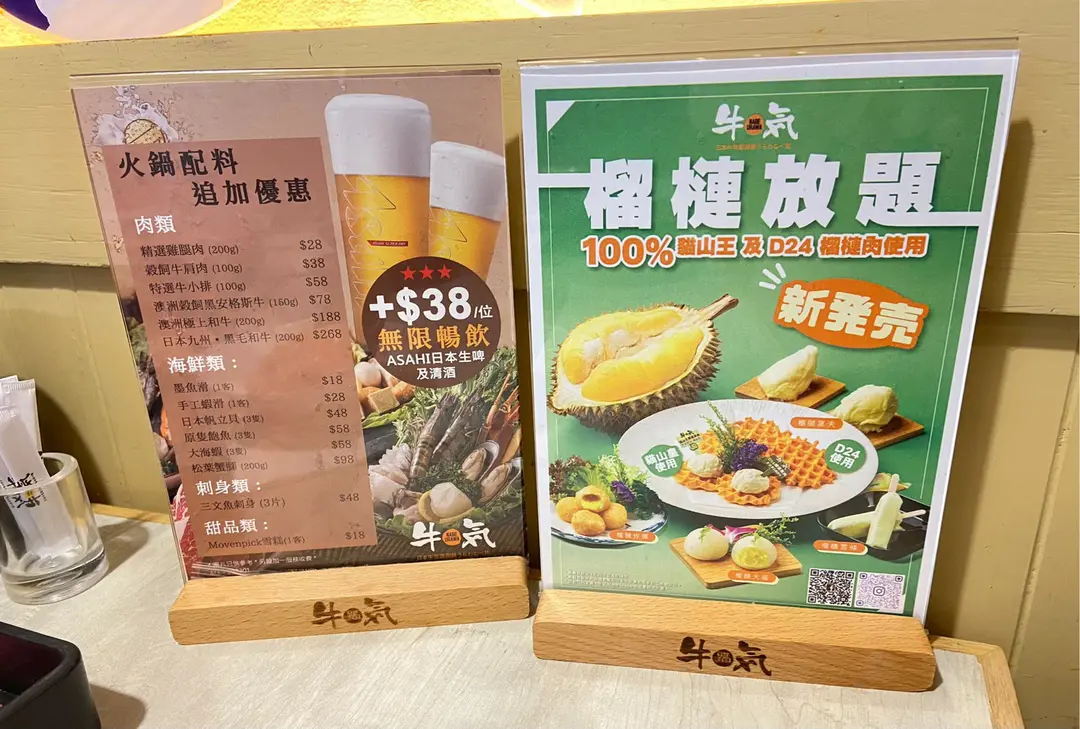 火鍋配料
追加優惠
肉類
精選雞腿肉 (200g) $28
穀飼牛肩肉 (100g) $38
特選牛小排 (100g) $58
澳洲穀飼黑安格斯牛 (150g) $78
澳洲極上和牛 (200g) $188
日本九州・黑毛和牛 (200g) $268
海鮮類：
墨魚滑 (1客) $18
手工蝦滑 (1客) $28
日本帆立貝 (3隻) $48
原隻鮑魚 (3隻) $58
大海蝦 (3隻) $58
松葉蟹腳 (200g) $98
刺身類：
三文魚刺身 (3片) $48
甜品類：
Movenpick雪糕(1客) $18
★★★
+$38/位
無限暢飲
ASAHI日本生啤
及清酒
牛気
牛気
牛気
榴槤放題
100%貓山王 及 D24 榴槤肉使用
新発売
貓山皇
使用
D24
使用
牛気